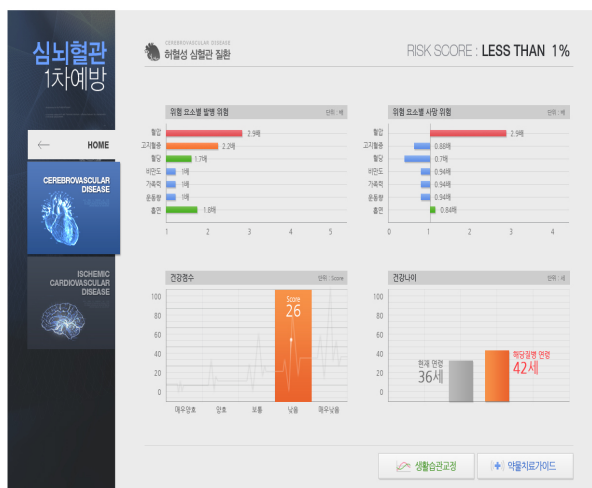 심뇌혈관
1차예방
HOME
CEREBROVASCULAR
DISEASE
ISCHEMIC
CARDIOVASCULAR
DISEASE
CEREBROVASCULAR DISEASE
허혈성 심혈관 질환
RISK SCORE : LESS THAN 1%
위험 요소별 발병 위험
단위 : 배
혈압 2.9배
고지혈증 2.2배
혈당 1.7배
비만도 1배
가족력 1배
운동량 1배
흡연 1.8배
1 2 3 4 5
위험 요소별 사망 위험
단위 : 배
혈압 2.9배
고지혈증 0.88배
혈당 0.7배
비만도 0.94배
가족력 0.94배
운동량 0.94배
흡연 0.84배
0 1 2 3 4
건강점수
단위 : Score
100
80
60
40
20
0
Score
26
매우양호 양호 보통 낮음 매우낮음
건강나이
단위 : 세
100
80
60
40
20
0
현재 연령
36세
해당질병 연령
42세
생활습관교정
약물치료가이드